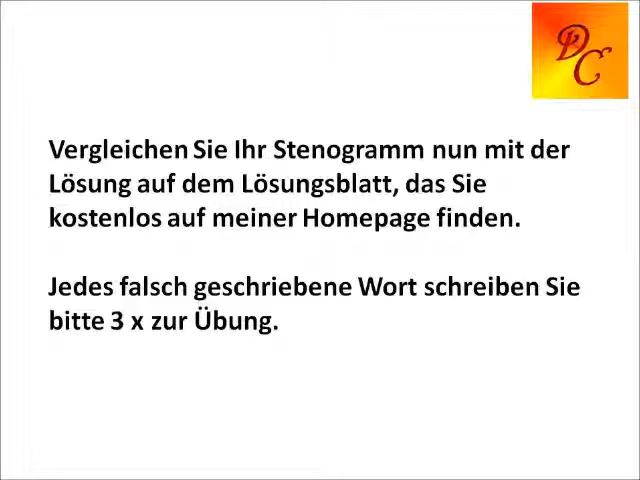 DC
Vergleichen Sie Ihr Stenogramm nun mit der
Lösung auf dem Lösungsblatt, das Sie
kostenlos auf meiner Homepage finden.
Jedes falsch geschriebene Wort schreiben Sie
bitte 3 x zur Übung.